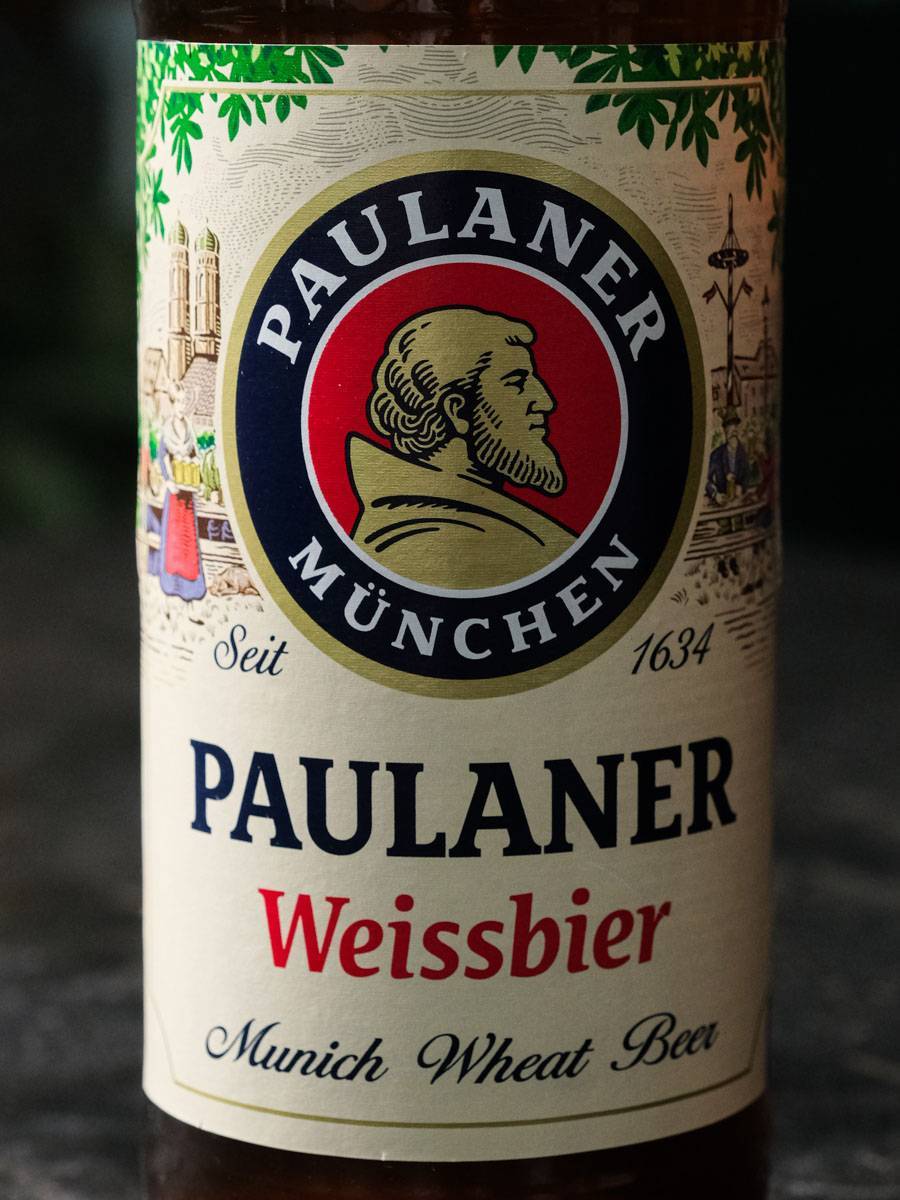 PAULANER
MÜNCHEN
Seit 1634
PAULANER
Weissbier
Munich Wheat Beer